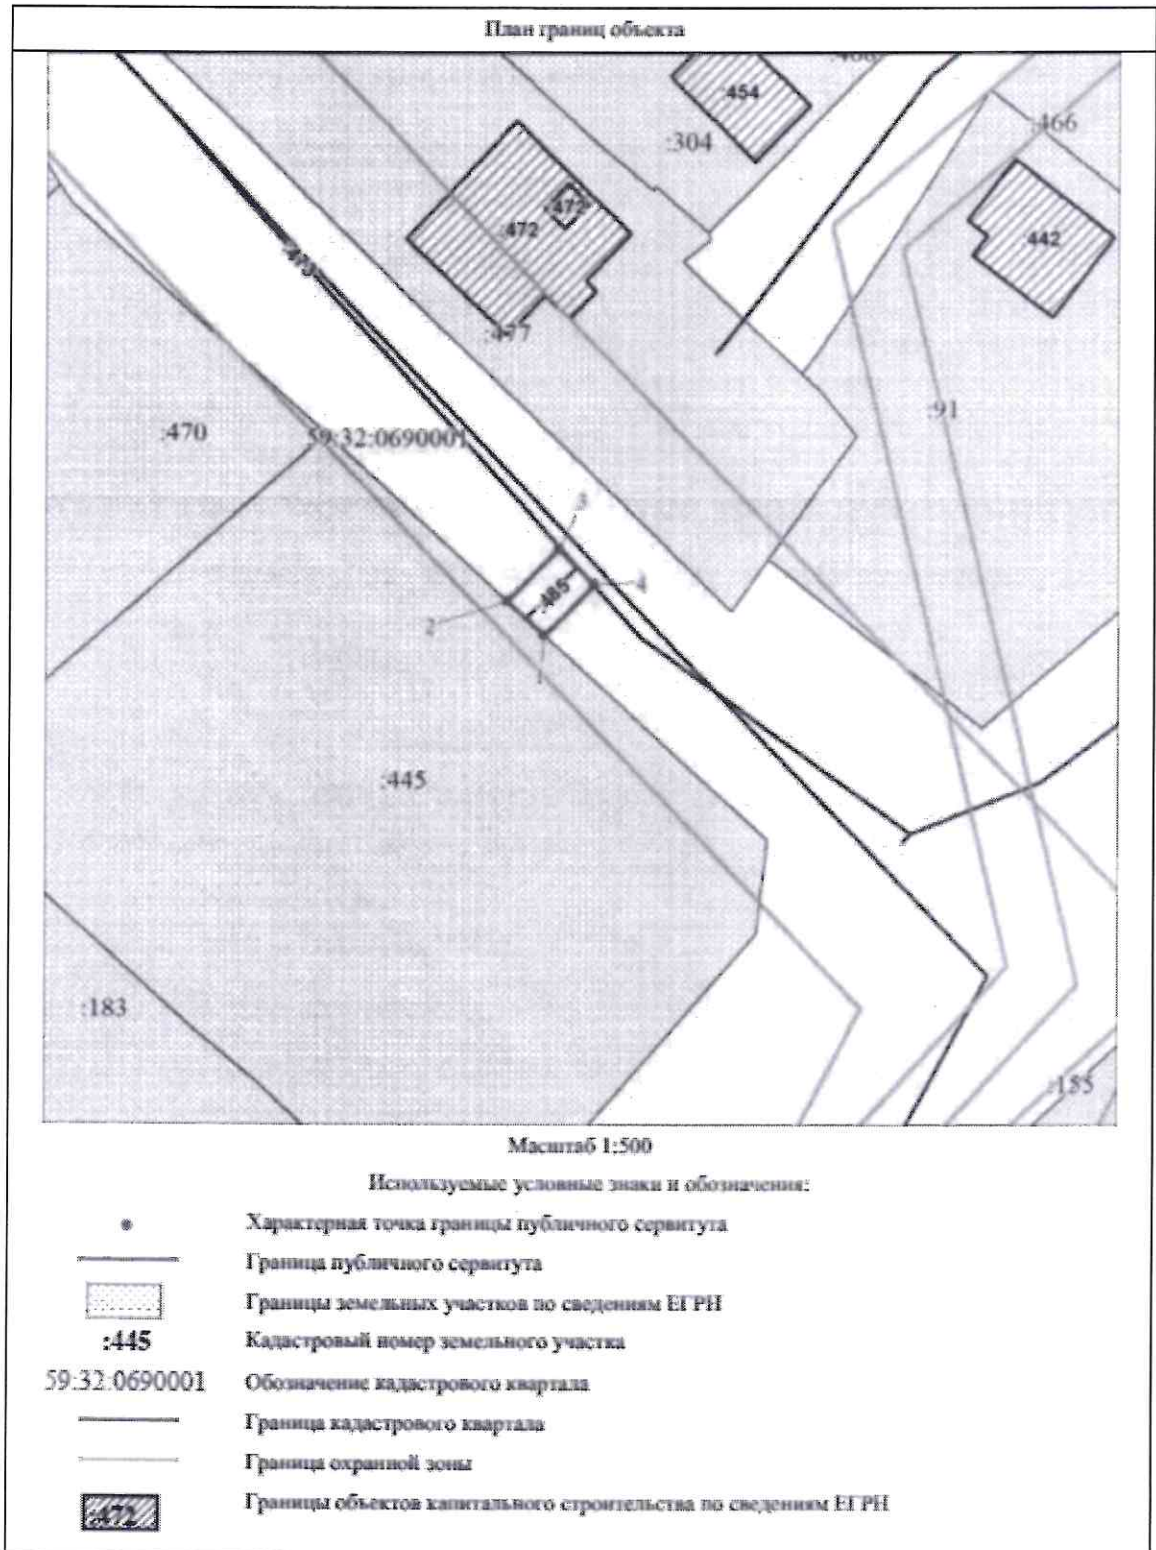 План границ объекта
:454
:466
:304
:472
:472
:442
:473
:477
:91
:470
59:32:0690001
3
:485
4
2
1
:445
:183
:155
Масштаб 1:500
Используемые условные знаки и обозначения:
Характерная точка границы публичного сервитута
Граница публичного сервитута
Границы земельных участков по сведениям ЕГРН
:445 Кадастровый номер земельного участка
59:32:0690001 Обозначение кадастрового квартала
Граница кадастрового квартала
Граница охранной зоны
:472 Границы объектов капитального строительства по сведениям ЕГРН